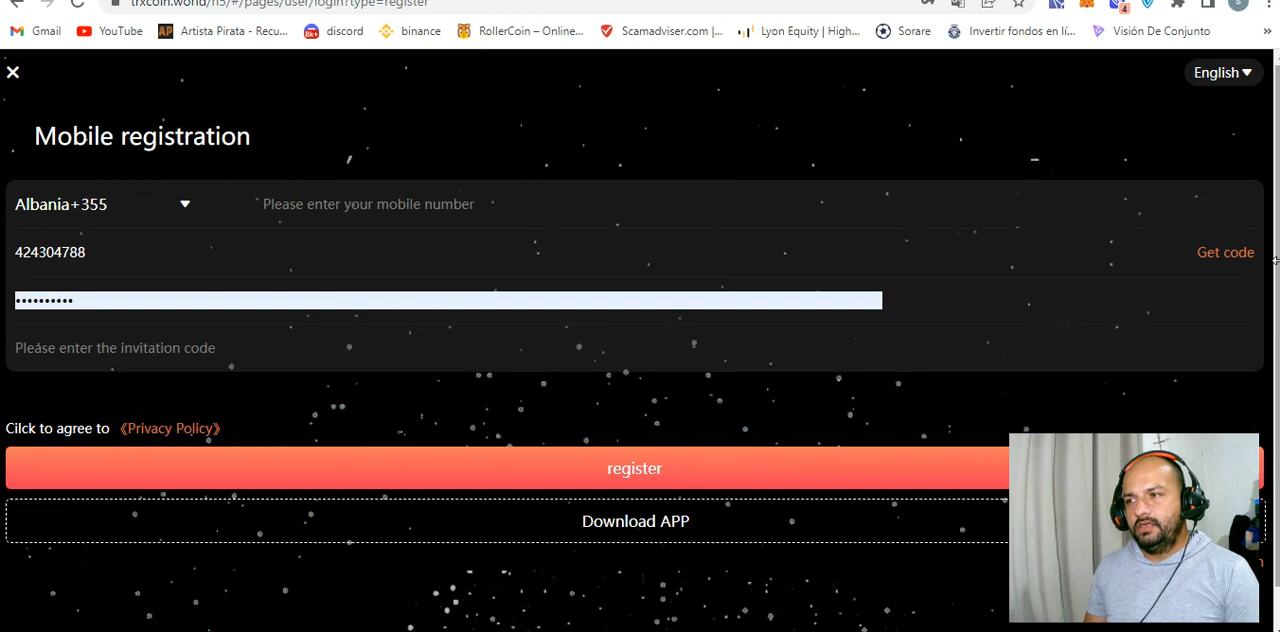 trxcoin.world/h5/#/pages/user/login?type=register
4
S
Gmail
YouTube
AP
Artista Pirata - Recu...
8k+
discord
binance
RollerCoin – Online...
Scamadviser.com |...
Lyon Equity | High...
Sorare
Invertir fondos en lí...
Visión De Conjunto
»
English
Mobile registration
Albania+355
Please enter your mobile number
424304788
Get code
••••••••••
Please enter the invitation code
Click to agree to 《Privacy Policy》
register
Download APP